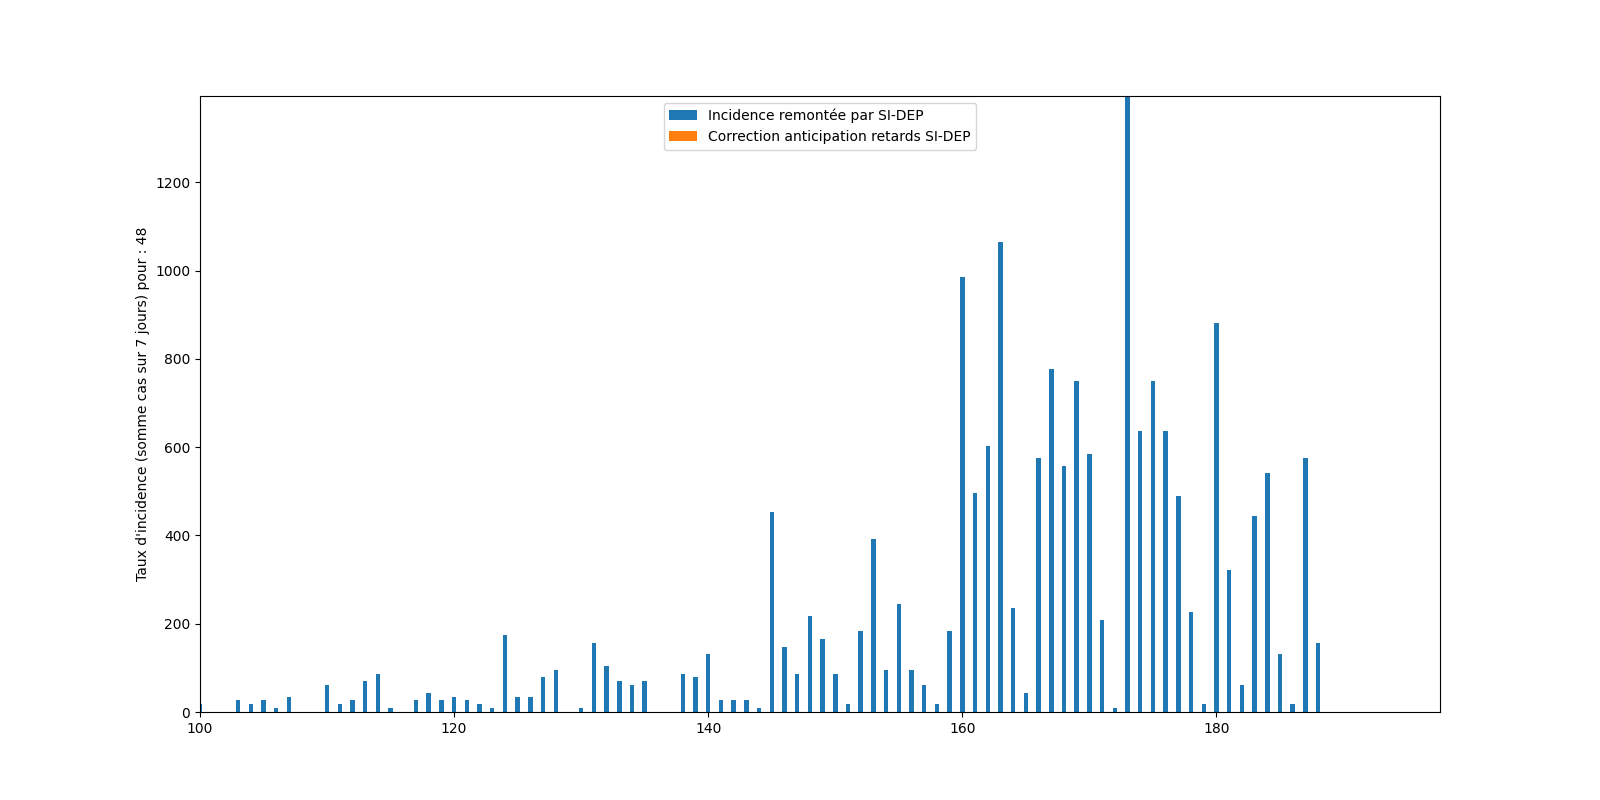 Incidence remontée par SI-DEP
Correction anticipation retards SI-DEP
Taux d'incidence (somme cas sur 7 jours) pour : 48
1200
1000
800
600
400
200
0
100 120 140 160 180